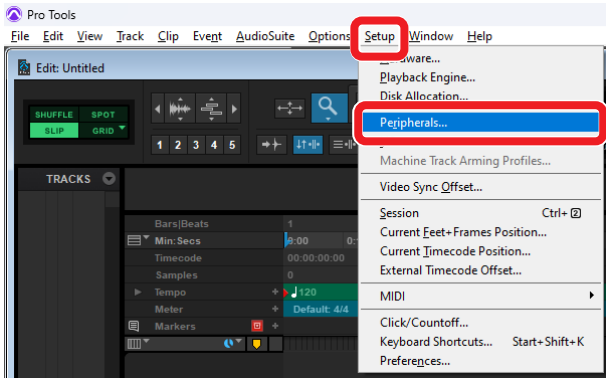 Pro Tools
File Edit View Track Clip Event AudioSuite Options Setup Window Help
Edit: Untitled
SHUFFLE SPOT
SLIP GRID
1 2 3 4 5
TRACKS
Bars|Beats 1
Min:Secs 0:00
Timecode 00:00:00:00
Samples 0
Tempo 120
Meter Default: 4/4
Markers
Playback Engine...
Disk Allocation...
Peripherals...
Machine Track Arming Profiles...
Video Sync Offset...
Session Ctrl+ 2
Current Feet+Frames Position...
Current Timecode Position...
External Timecode Offset...
MIDI
Click/Countoff...
Keyboard Shortcuts... Start+Shift+K
Preferences...